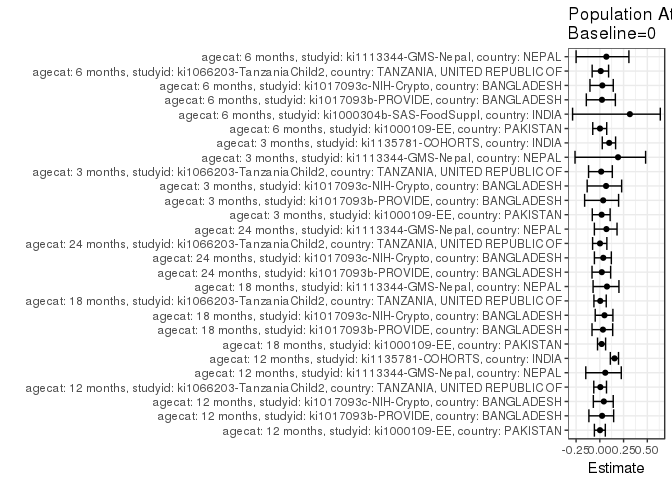 Population At
Baseline=0
agecat: 6 months, studyid: ki1113344-GMS-Nepal, country: NEPAL
agecat: 6 months, studyid: ki1066203-TanzaniaChild2, country: TANZANIA, UNITED REPUBLIC OF
agecat: 6 months, studyid: ki1017093c-NIH-Crypto, country: BANGLADESH
agecat: 6 months, studyid: ki1017093b-PROVIDE, country: BANGLADESH
agecat: 6 months, studyid: ki1000304b-SAS-FoodSuppl, country: INDIA
agecat: 6 months, studyid: ki1000109-EE, country: PAKISTAN
agecat: 3 months, studyid: ki1135781-COHORTS, country: INDIA
agecat: 3 months, studyid: ki1113344-GMS-Nepal, country: NEPAL
agecat: 3 months, studyid: ki1066203-TanzaniaChild2, country: TANZANIA, UNITED REPUBLIC OF
agecat: 3 months, studyid: ki1017093c-NIH-Crypto, country: BANGLADESH
agecat: 3 months, studyid: ki1017093b-PROVIDE, country: BANGLADESH
agecat: 3 months, studyid: ki1000109-EE, country: PAKISTAN
agecat: 24 months, studyid: ki1113344-GMS-Nepal, country: NEPAL
agecat: 24 months, studyid: ki1066203-TanzaniaChild2, country: TANZANIA, UNITED REPUBLIC OF
agecat: 24 months, studyid: ki1017093c-NIH-Crypto, country: BANGLADESH
agecat: 24 months, studyid: ki1017093b-PROVIDE, country: BANGLADESH
agecat: 18 months, studyid: ki1113344-GMS-Nepal, country: NEPAL
agecat: 18 months, studyid: ki1066203-TanzaniaChild2, country: TANZANIA, UNITED REPUBLIC OF
agecat: 18 months, studyid: ki1017093c-NIH-Crypto, country: BANGLADESH
agecat: 18 months, studyid: ki1017093b-PROVIDE, country: BANGLADESH
agecat: 18 months, studyid: ki1000109-EE, country: PAKISTAN
agecat: 12 months, studyid: ki1135781-COHORTS, country: INDIA
agecat: 12 months, studyid: ki1113344-GMS-Nepal, country: NEPAL
agecat: 12 months, studyid: ki1066203-TanzaniaChild2, country: TANZANIA, UNITED REPUBLIC OF
agecat: 12 months, studyid: ki1017093c-NIH-Crypto, country: BANGLADESH
agecat: 12 months, studyid: ki1017093b-PROVIDE, country: BANGLADESH
agecat: 12 months, studyid: ki1000109-EE, country: PAKISTAN
-0.25 0.00 0.25 0.50
Estimate